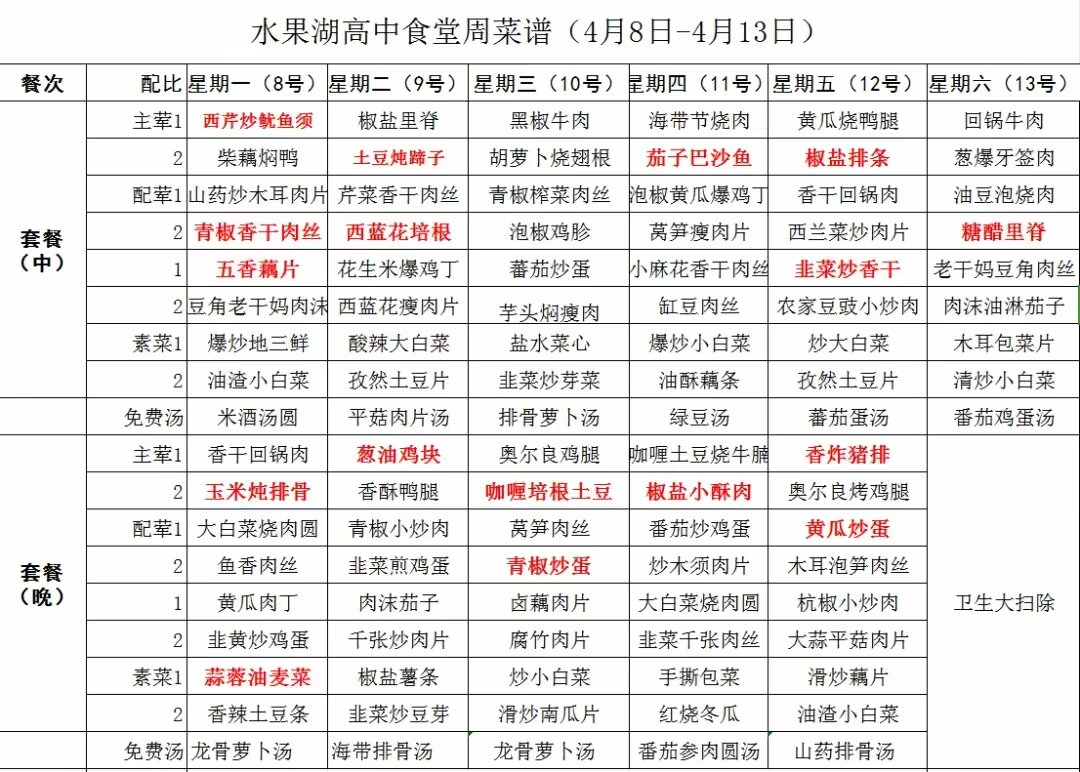 水果湖高中食堂周菜谱（4月8日-4月13日）
餐次 配比 星期一（8号） 星期二（9号） 星期三（10号） 星期四（11号） 星期五（12号） 星期六（13号）
主荤1 西芹炒鱿鱼须 椒盐里脊 黑椒牛肉 海带节烧肉 黄瓜烧鸭腿 回锅牛肉
2 柴藕焖鸭 土豆炖蹄子 胡萝卜烧翅根 茄子巴沙鱼 椒盐排条 葱爆牙签肉
配荤1 山药炒木耳肉片 芹菜香干肉丝 青椒榨菜肉丝 泡椒黄瓜爆鸡丁 香干回锅肉 油豆泡烧肉
套餐（中） 2 青椒香干肉丝 西蓝花培根 泡椒鸡胗 莴笋瘦肉片 西兰菜炒肉片 糖醋里脊
1 五香藕片 花生米爆鸡丁 蕃茄炒蛋 小麻花香干肉丝 韭菜炒香干 老干妈豆角肉丝
2 豆角老干妈肉沫 西蓝花瘦肉片 芋头焖瘦肉 缸豆肉丝 农家豆豉小炒肉 肉沫油淋茄子
素菜1 爆炒地三鲜 酸辣大白菜 盐水菜心 爆炒小白菜 炒大白菜 木耳包菜片
2 油渣小白菜 孜然土豆片 韭菜炒芽菜 油酥藕条 孜然土豆片 清炒小白菜
免费汤 米酒汤圆 平菇肉片汤 排骨萝卜汤 绿豆汤 蕃茄蛋汤 番茄鸡蛋汤
主荤1 香干回锅肉 葱油鸡块 奥尔良鸡腿 咖喱土豆烧牛腩 香炸猪排
2 玉米炖排骨 香酥鸭腿 咖喱培根土豆 椒盐小酥肉 奥尔良烤鸡腿
配荤1 大白菜烧肉圆 青椒小炒肉 莴笋肉丝 番茄炒鸡蛋 黄瓜炒蛋
套餐（晚） 2 鱼香肉丝 韭菜煎鸡蛋 青椒炒蛋 炒木须肉片 木耳泡笋肉丝
1 黄瓜肉丁 肉沫茄子 卤藕肉片 大白菜烧肉圆 杭椒小炒肉 卫生大扫除
2 韭黄炒鸡蛋 千张炒肉片 腐竹肉片 韭菜千张肉丝 大蒜平菇肉片
素菜1 蒜蓉油麦菜 椒盐薯条 炒小白菜 手撕包菜 滑炒藕片
2 香辣土豆条 韭菜炒豆芽 滑炒南瓜片 红烧冬瓜 油渣小白菜
免费汤 龙骨萝卜汤 海带排骨汤 龙骨萝卜汤 番茄参肉圆汤 山药排骨汤